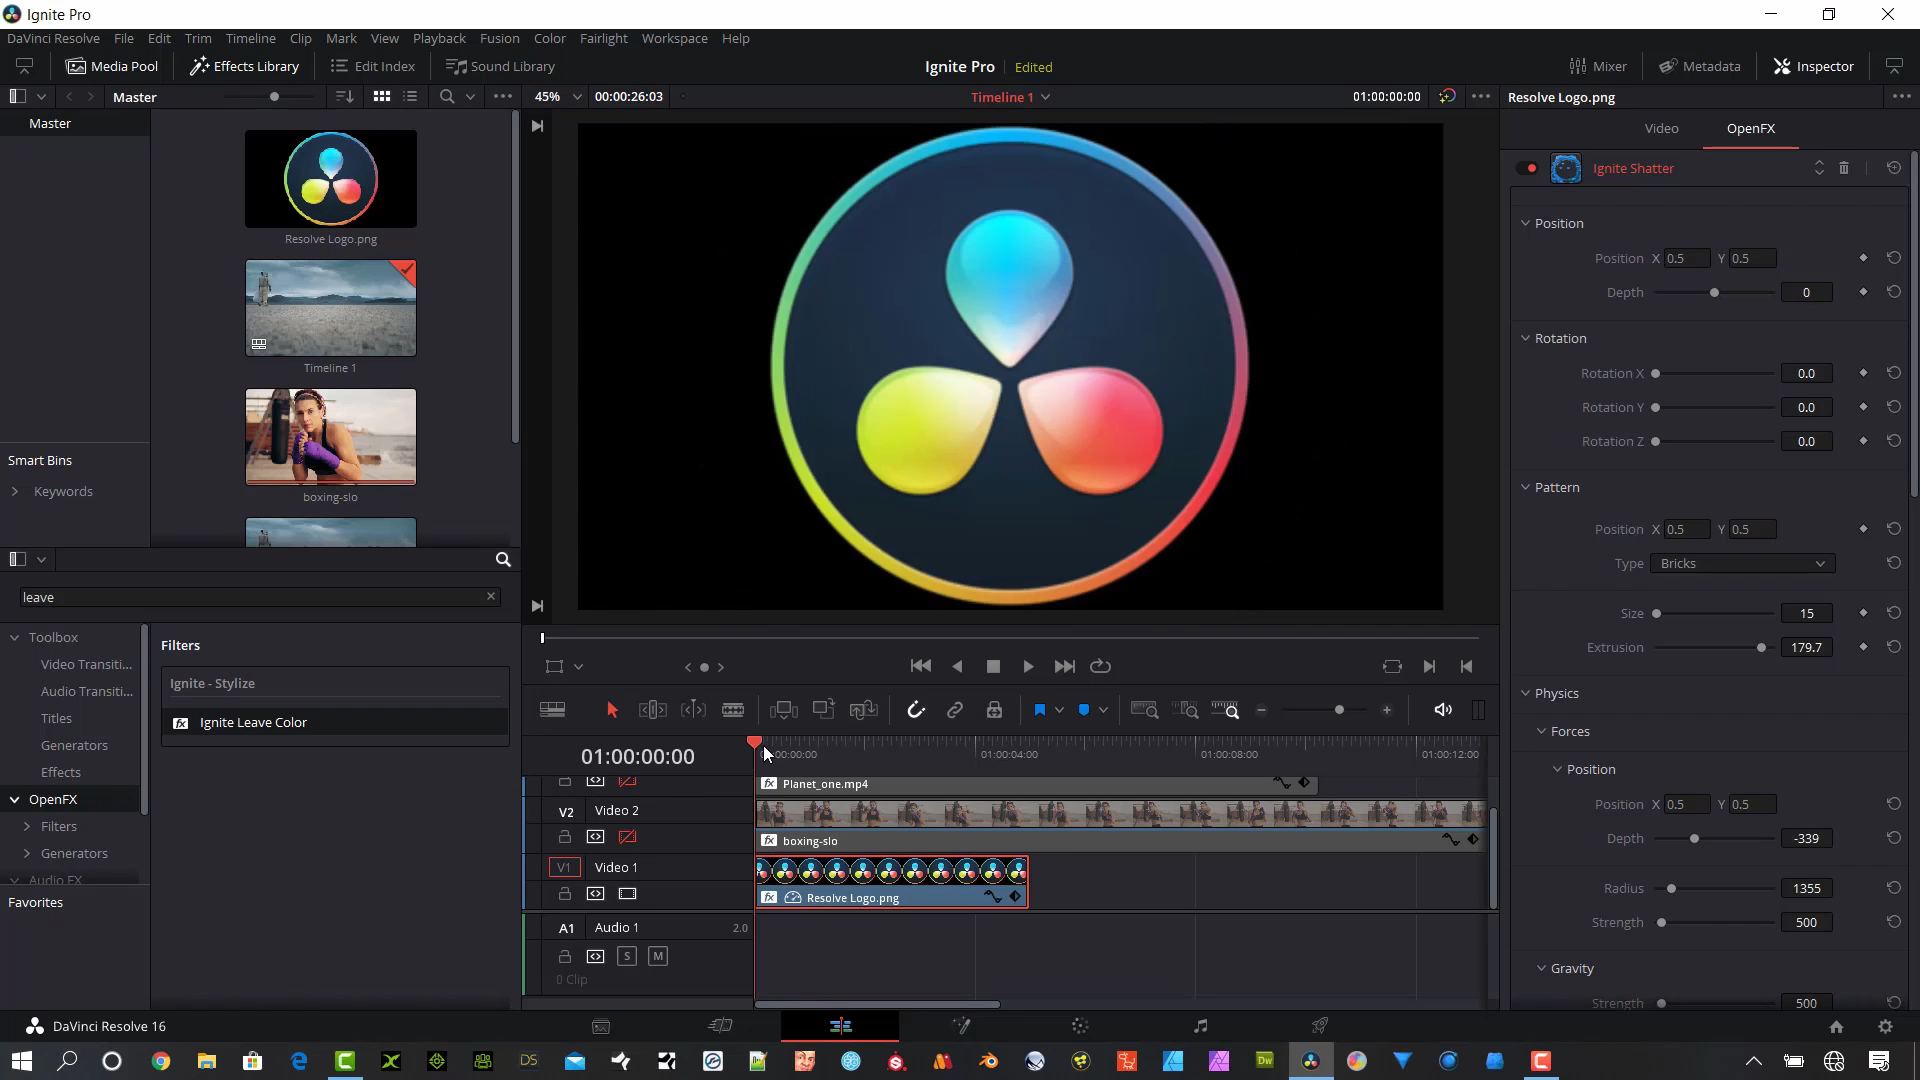 Ignite Pro
DaVinci Resolve File Edit Trim Timeline Clip Mark View Playback Fusion Color Fairlight Workspace Help
Media Pool Effects Library Edit Index Sound Library Ignite Pro Edited Mixer Metadata Inspector
Master 45% 00:00:26:03 Timeline 1 01:00:00:00 Resolve Logo.png
Master
Resolve Logo.png
Timeline 1
boxing-slo
Smart Bins
Keywords
Video OpenFX
Ignite Shatter
Position
Position X 0.5 Y 0.5
Depth 0
Rotation
Rotation X 0.0
Rotation Y 0.0
Rotation Z 0.0
Pattern
Position X 0.5 Y 0.5
Type Bricks
Size 15
Extrusion 179.7
Physics
Forces
Position
Position X 0.5 Y 0.5
Depth -339
Radius 1355
Strength 500
Gravity
Strength 500
leave
Toolbox
Video Transiti...
Audio Transiti...
Titles
Generators
Effects
OpenFX
Filters
Generators
Audio FX
Favorites
Filters
Ignite - Stylize
fx Ignite Leave Color
01:00:00:00
01:00:04:00 01:00:08:00 01:00:12:00
fx Planet_one.mp4
V2 Video 2
fx boxing-slo
V1 Video 1
fx Resolve Logo.png
A1 Audio 1 2.0
S M
0 Clip
DaVinci Resolve 16
DS
Dw